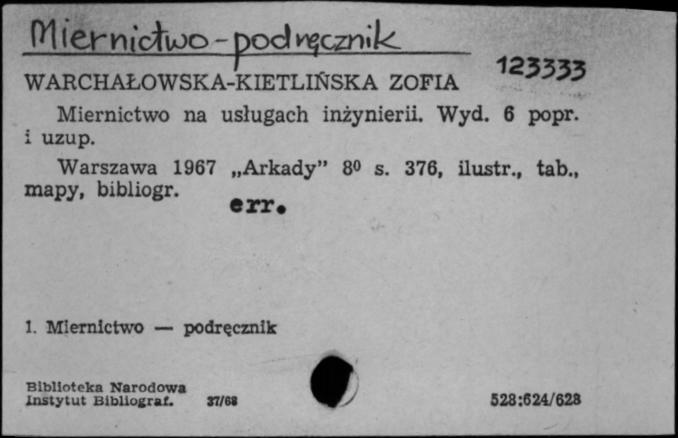 Miernictwo-podręcznik
123333
WARCHAŁOWSKA-KIETLIŃSKA ZOFIA
Miernictwo na usługach inżynierii. Wyd. 6 popr.
i uzup.
Warszawa 1967 „Arkady” 8⁰ s. 376, ilustr., tab.,
mapy, bibliogr.
err.
1. Miernictwo — podręcznik
Biblioteka Narodowa
Instytut Bibliograf. 37/68
528:624/628